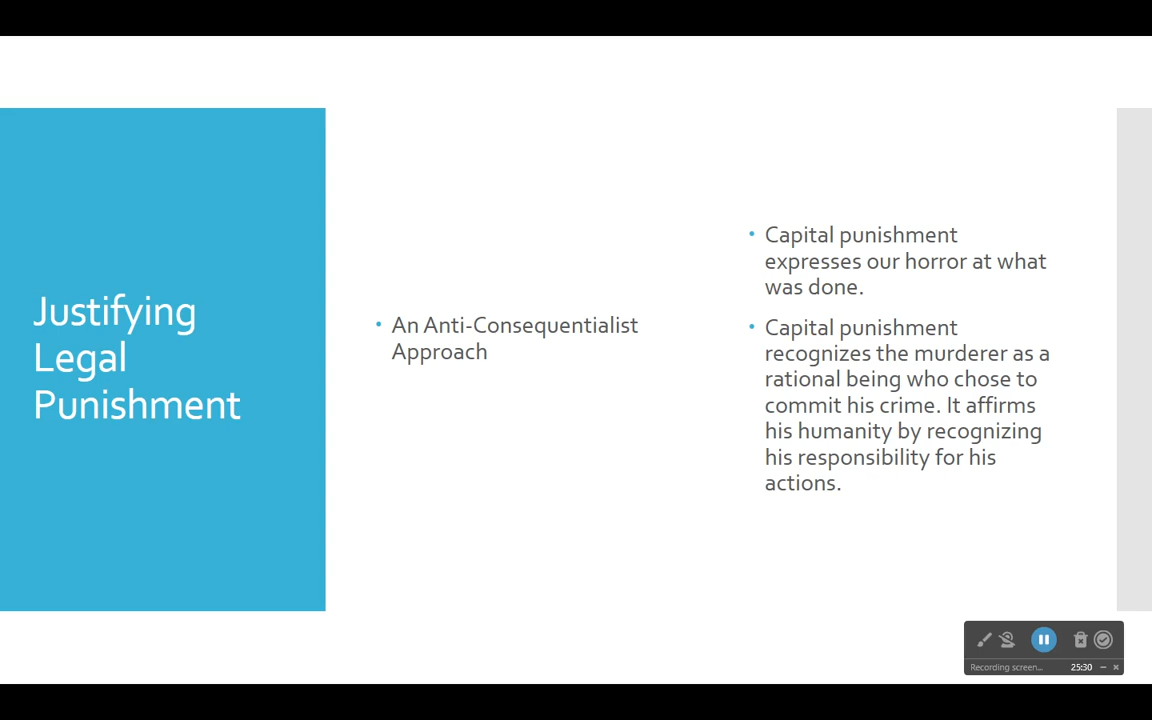 Justifying
Legal
Punishment
• An Anti-Consequentialist
Approach
• Capital punishment
expresses our horror at what
was done.
• Capital punishment
recognizes the murderer as a
rational being who chose to
commit his crime. It affirms
his humanity by recognizing
his responsibility for his
actions.
Recording screen... 25:30